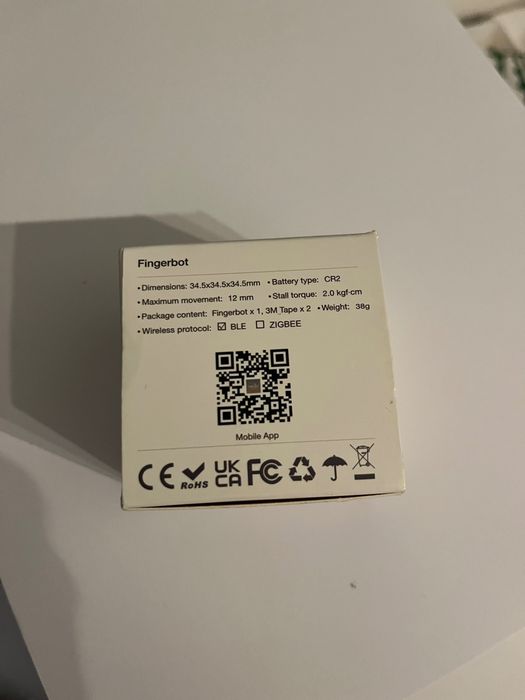 Fingerbot
•Dimensions: 34.5x34.5x34.5mm •Battery type: CR2
•Maximum movement: 12 mm •Stall torque: 2.0 kgf·cm
•Package content: Fingerbot x 1, 3M Tape x 2 •Weight: 38g
•Wireless protocol: ☑ BLE ☐ ZIGBEE
Mobile App
CE RoHS UK CA FC